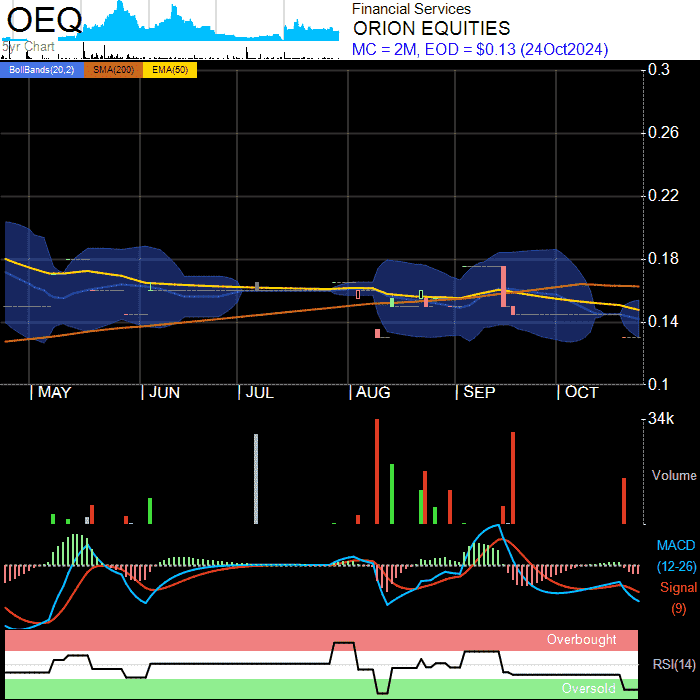 OEQ
Financial Services
ORION EQUITIES
5yr Chart
MC = 2M, EOD = $0.13 (24Oct2024)
BollBands(20,2) SMA(200) EMA(50)
0.3
0.26
0.22
0.18
0.14
0.1
MAY JUN JUL AUG SEP OCT
34k
Volume
MACD
(12-26)
Signal
(9)
Overbought
RSI(14)
Oversold